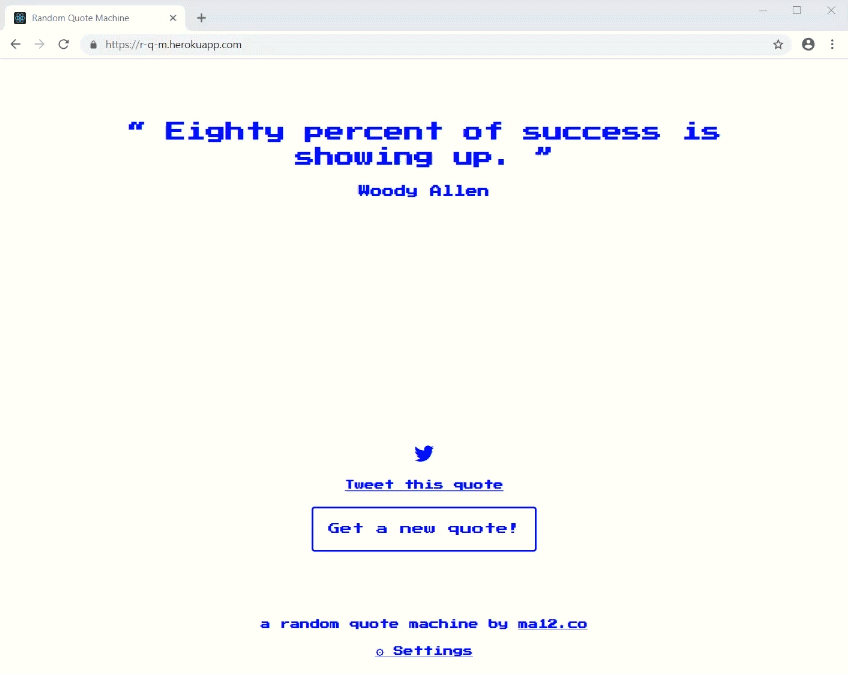 Random Quote Machine
https://r-q-m.herokuapp.com
“ Eighty percent of success is
showing up. ”
Woody Allen
Tweet this quote
Get a new quote!
a random quote machine by ma12.co
⚙ Settings